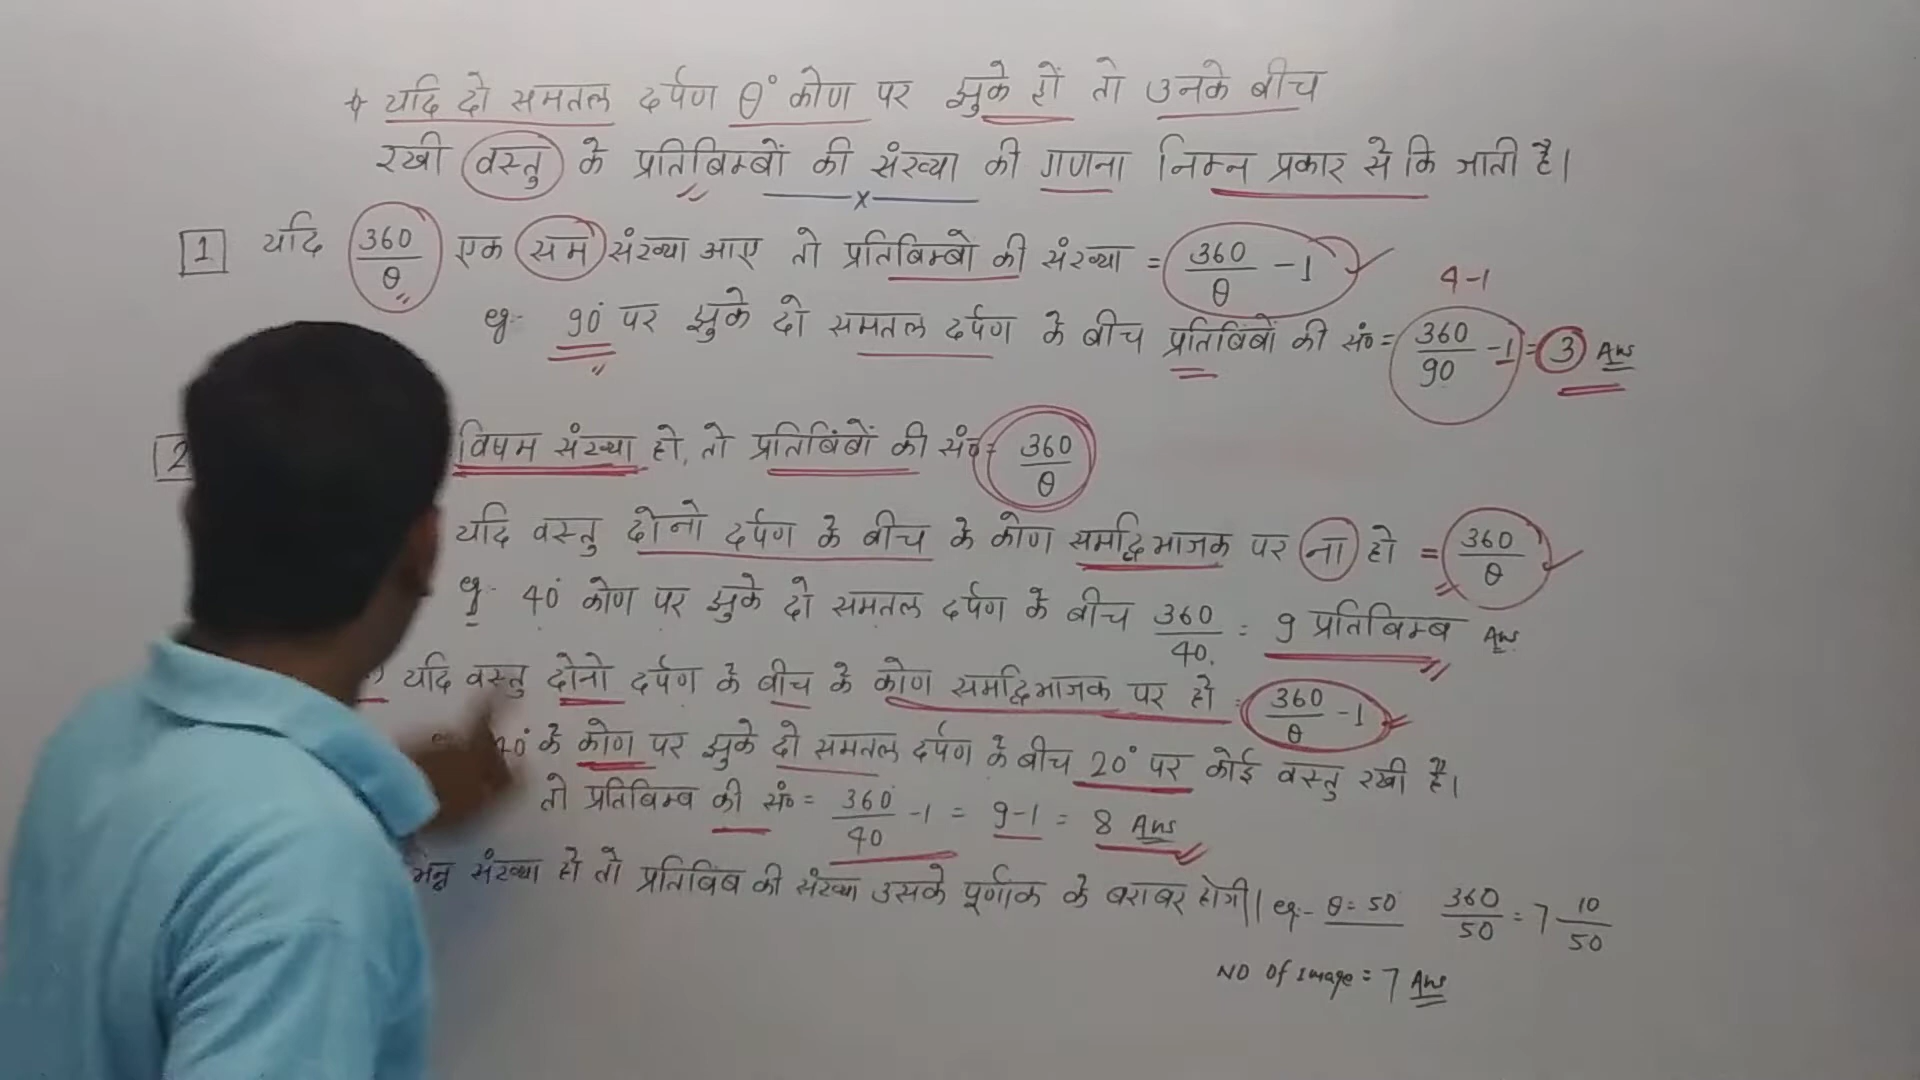 * यदि दो समतल दर्पण θ° कोण पर झुके हों तो उनके बीच
रखी वस्तु के प्रतिबिम्बों की संख्या की गणना निम्न प्रकार से कि जाती है।
1 यदि 360/θ एक सम संख्या आए तो प्रतिबिम्बो की संख्या = 360/θ - 1
4-1
eg:- 90° पर झुके दो समतल दर्पण के बीच प्रतिबिंबों की सं० = 360/90 - 1 = 3 Ans
2 विषम संख्या हो, तो प्रतिबिंबों की सं० = 360/θ
यदि वस्तु दोनो दर्पण के बीच के कोण समद्विभाजक पर ना हो = 360/θ
eg:- 40° कोण पर झुके दो समतल दर्पण के बीच 360/40 = 9 प्रतिबिम्ब Ans
यदि वस्तु दोनो दर्पण के बीच के कोण समद्विभाजक पर हो = 360/θ - 1
के कोण पर झुके दो समतल दर्पण के बीच 20° पर कोई वस्तु रखी है।
तो प्रतिबिम्ब की सं० = 360/40 - 1 = 9-1 = 8 Ans
संख्या हो तो प्रतिबिंब की संख्या उसके पूर्णांक के बराबर होगी। eg:- θ = 50 360/50 = 7 10/50
NO Of Image = 7 Ans